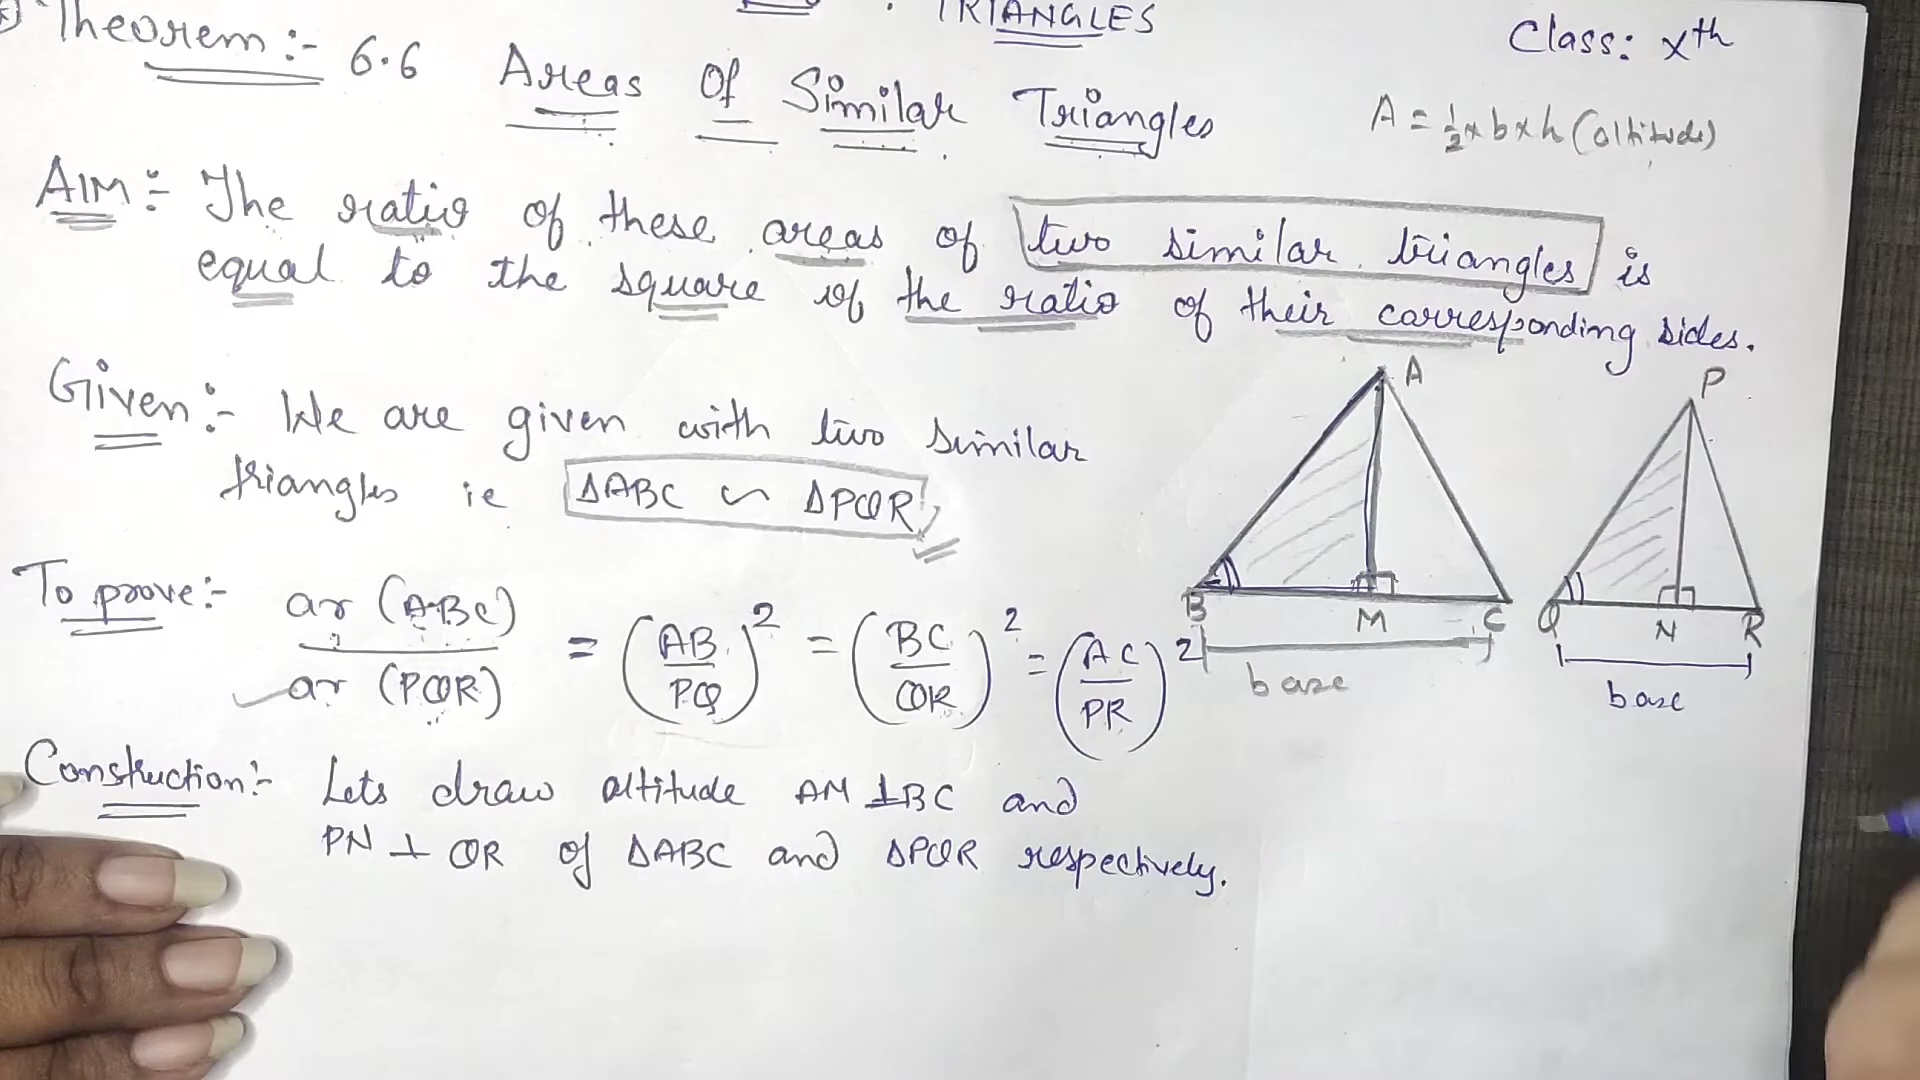 : TRIANGLES
Class: Xth
Theorem:- 6.6 Areas Of Similar Triangles
A = 1/2 x b x h (altitude)
AIM:- The ratio of these areas of two similar triangles is
equal to the square of the ratio of their carresponding sides.
Given:- We are given with two similar
triangles ie ΔABC ∽ ΔPQR
To prove:- ar (ABC) / ar (PQR) = (AB/PQ)² = (BC/QR)² = (AC/PR)²
A
P
B M C
Q N R
base
base
Construction:- Lets draw altitude AM ⊥ BC and
PN ⊥ QR of ΔABC and ΔPQR respectively.